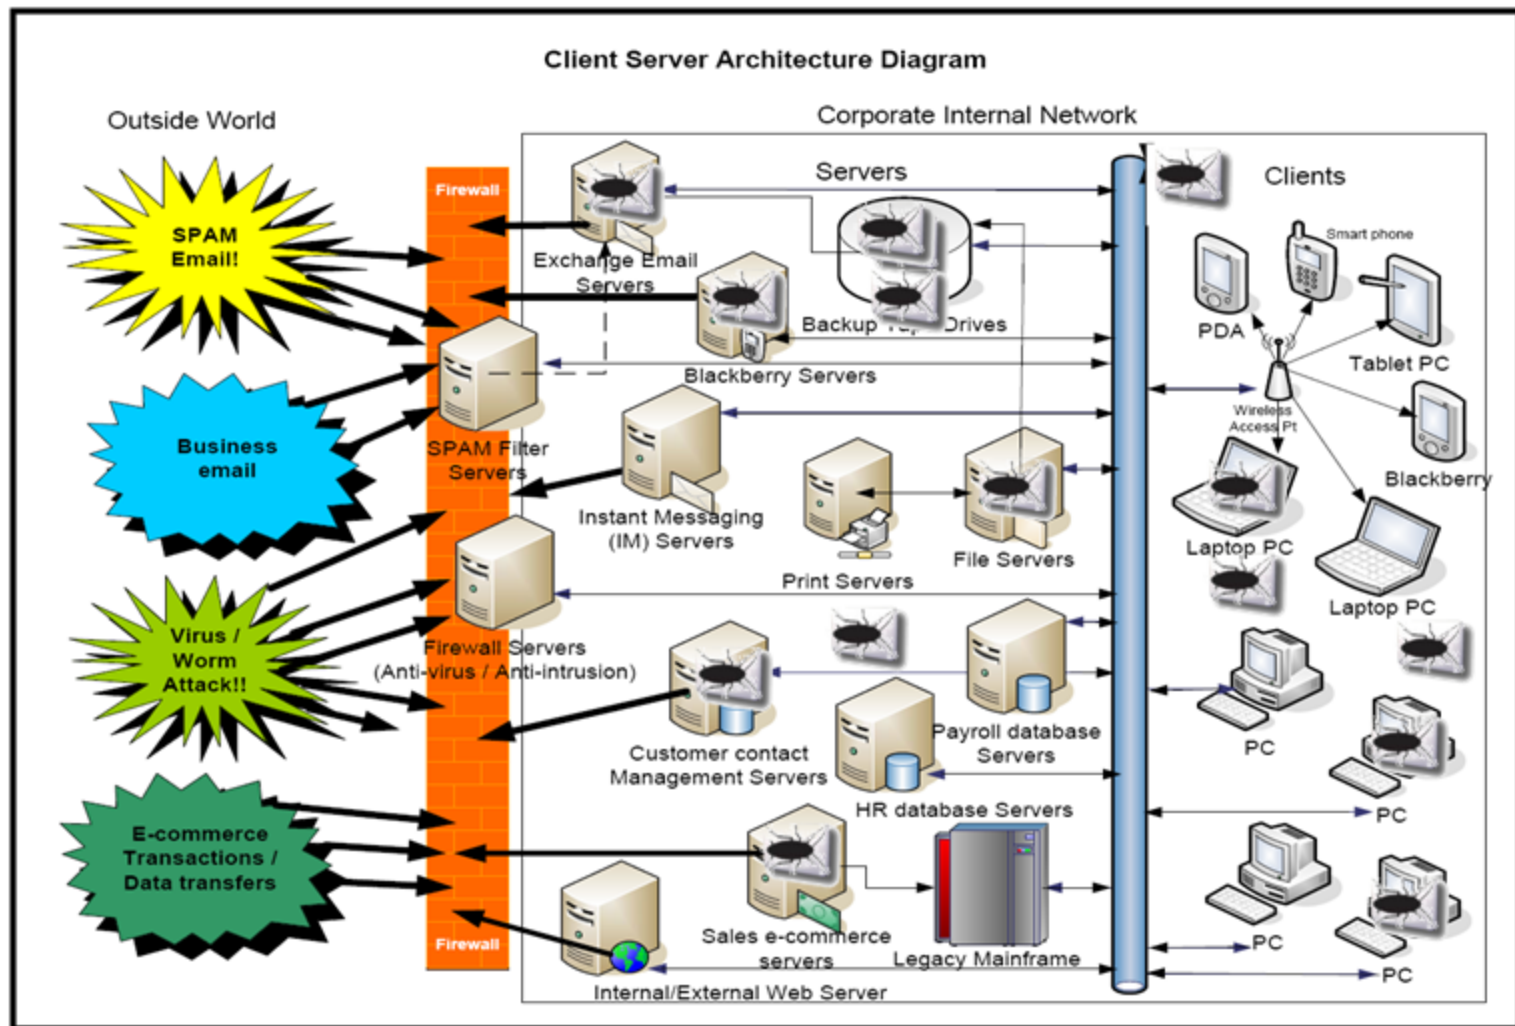 Client Server Architecture Diagram
Outside World
Corporate Internal Network
Firewall
Servers
Clients
SPAM
Email!
Exchange Email
Servers
Smart phone
PDA
Tablet PC
Backup
Drives
Blackberry Servers
Wireless
Access Pt
Business
email
SPAM Filter
Servers
Blackberry
Instant Messaging
(IM) Servers
File Servers
Laptop PC
Print Servers
Laptop PC
Virus /
Worm
Attack!!
Firewall Servers
(Anti-virus / Anti-intrusion)
Customer contact
Management Servers
Payroll database
Servers
PC
HR database Servers
PC
E-commerce
Transactions /
Data transfers
Firewall
Sales e-commerce
servers
Legacy Mainframe
PC
PC
Internal/External Web Server